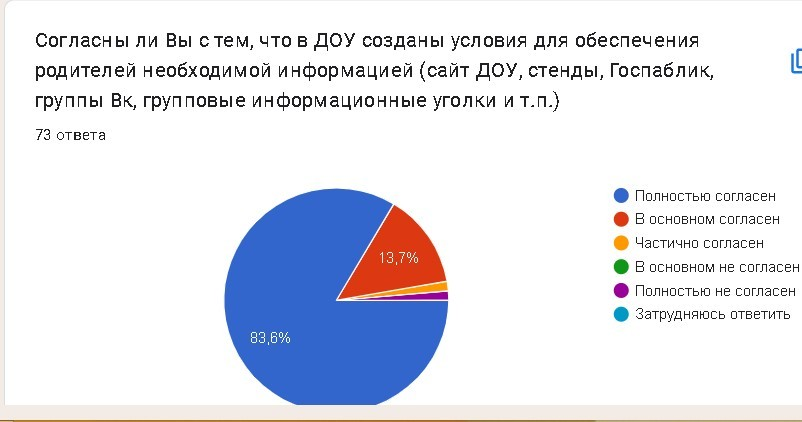 Согласны ли Вы с тем, что в ДОУ созданы условия для обеспечения
родителей необходимой информацией (сайт ДОУ, стенды, Госпаблик,
группы Вк, групповые информационные уголки и т.п.)
73 ответа
Полностью согласен
В основном согласен
Частично согласен
В основном не согласен
Полностью не согласен
Затрудняюсь ответить
13,7%
83,6%